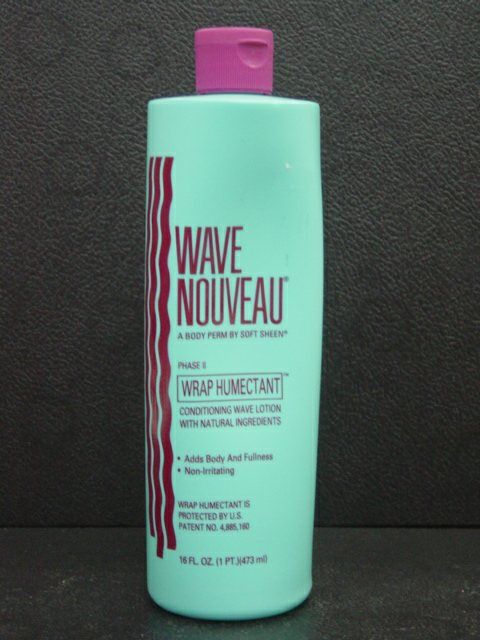 WAVE
NOUVEAU®
A BODY PERM BY SOFT SHEEN®
PHASE II
WRAP HUMECTANT™
CONDITIONING WAVE LOTION
WITH NATURAL INGREDIENTS
• Adds Body And Fullness
• Non-Irritating
WRAP HUMECTANT IS
PROTECTED BY U.S.
PATENT NO. 4,885,160
16 FL. OZ. (1 PT.)(473 ml)